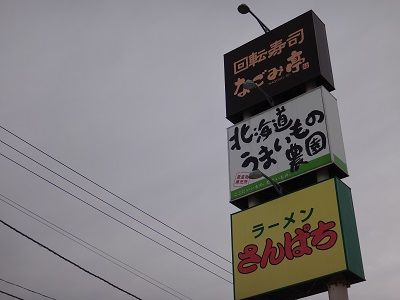 回転寿司
なごみ亭
北海道
うまいもの
農園
ラーメン
さんぱち